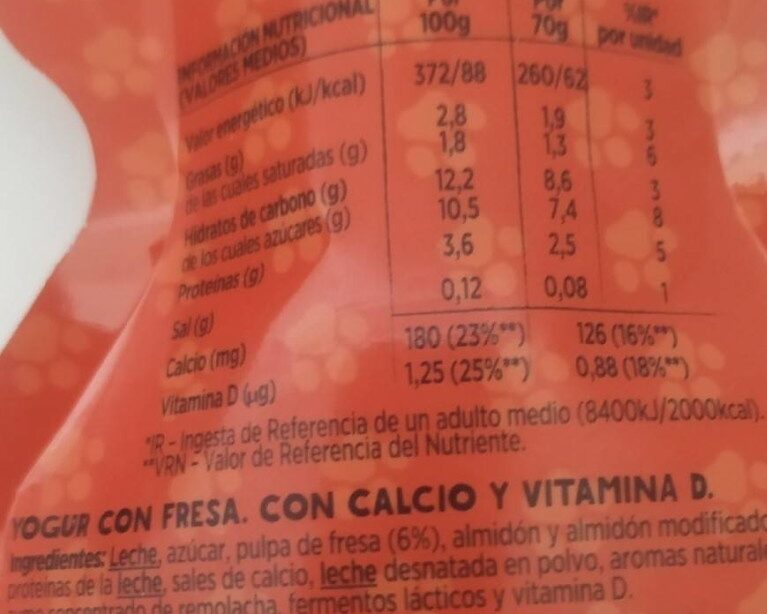 INFORMACIÓN NUTRICIONAL Por Por %IR*
(VALORES MEDIOS) 100g 70g por unidad
Valor energético (kJ/kcal) 372/88 260/62 3
Grasas (g) 2,8 1,9 3
de las cuales saturadas (g) 1,8 1,3 6
Hidratos de carbono (g) 12,2 8,6 3
de los cuales azúcares (g) 10,5 7,4 8
Proteínas (g) 3,6 2,5 5
Sal (g) 0,12 0,08 1
Calcio (mg) 180 (23%**) 126 (16%**)
Vitamina D (µg) 1,25 (25%**) 0,88 (18%**)
*IR - Ingesta de Referencia de un adulto medio (8400kJ/2000kcal).
**VRN - Valor de Referencia del Nutriente.
YOGUR CON FRESA. CON CALCIO Y VITAMINA D.
Ingredientes: Leche, azúcar, pulpa de fresa (6%), almidón y almidón modificado
proteínas de la leche, sales de calcio, leche desnatada en polvo, aromas naturale
concentrado de remolacha, fermentos lácticos y vitamina D.